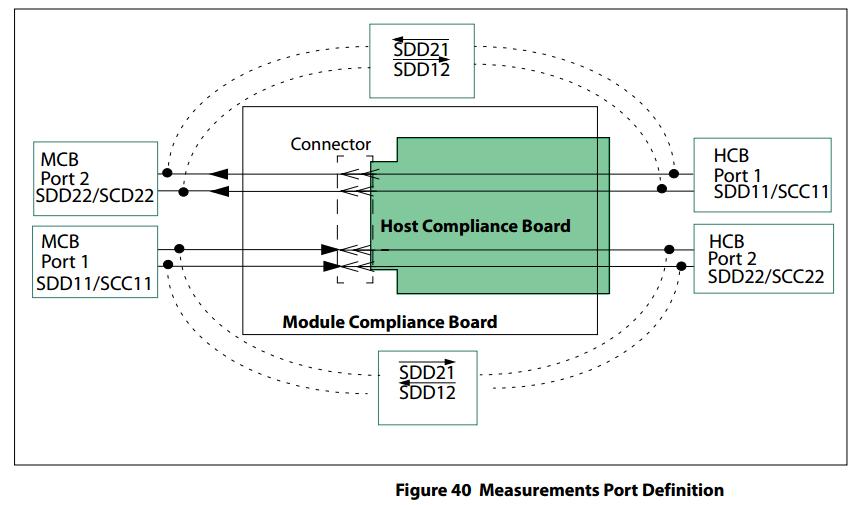 SDD21
SDD12
Connector
MCB
Port 2
SDD22/SCD22
HCB
Port 1
SDD11/SCC11
Host Compliance Board
MCB
Port 1
SDD11/SCC11
HCB
Port 2
SDD22/SCC22
Module Compliance Board
SDD21
SDD12
Figure 40 Measurements Port Definition